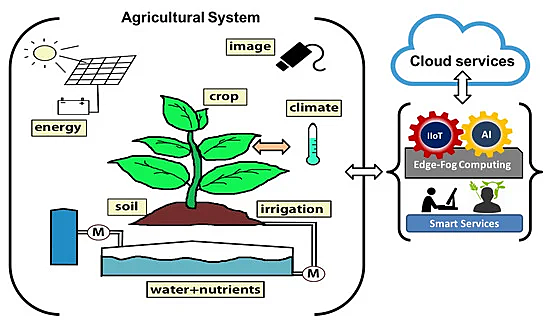 Agricultural System
image
Cloud services
crop
climate
energy
IIoT
AI
Edge-Fog Computing
soil
irrigation
M
Smart Services
M
water+nutrients